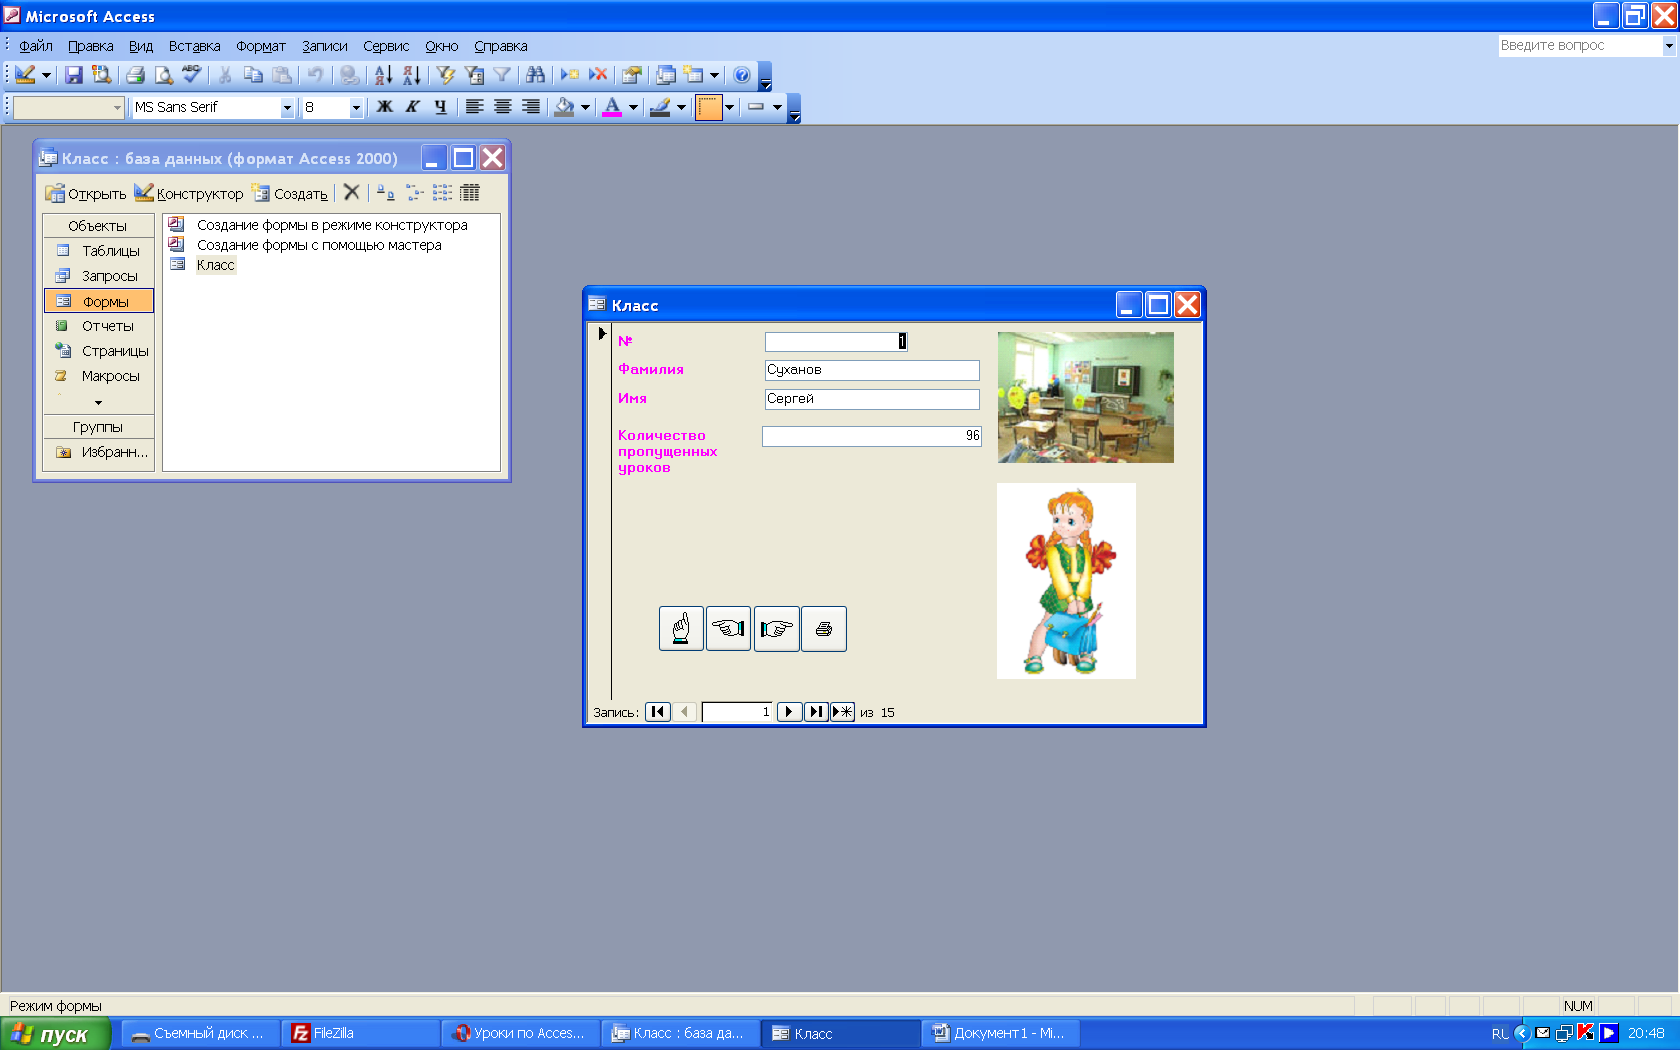 Microsoft Access
Файл Правка Вид Вставка Формат Записи Сервис Окно Справка
Введите вопрос
MS Sans Serif 8 Ж К Ч
Класс : база данных (формат Access 2000)
Открыть Конструктор Создать
Объекты
Таблицы
Запросы
Формы
Отчеты
Страницы
Макросы
Группы
Избранн...
Создание формы в режиме конструктора
Создание формы с помощью мастера
Класс
Класс
№ 1
Фамилия Суханов
Имя Сергей
Количество пропущенных уроков 96
Запись: 1 из 15
Режим формы
NUM
пуск
Съемный диск ...
FileZilla
Уроки по Acces...
Класс : база да...
Класс
Документ1 - Mi...
RU
20:48